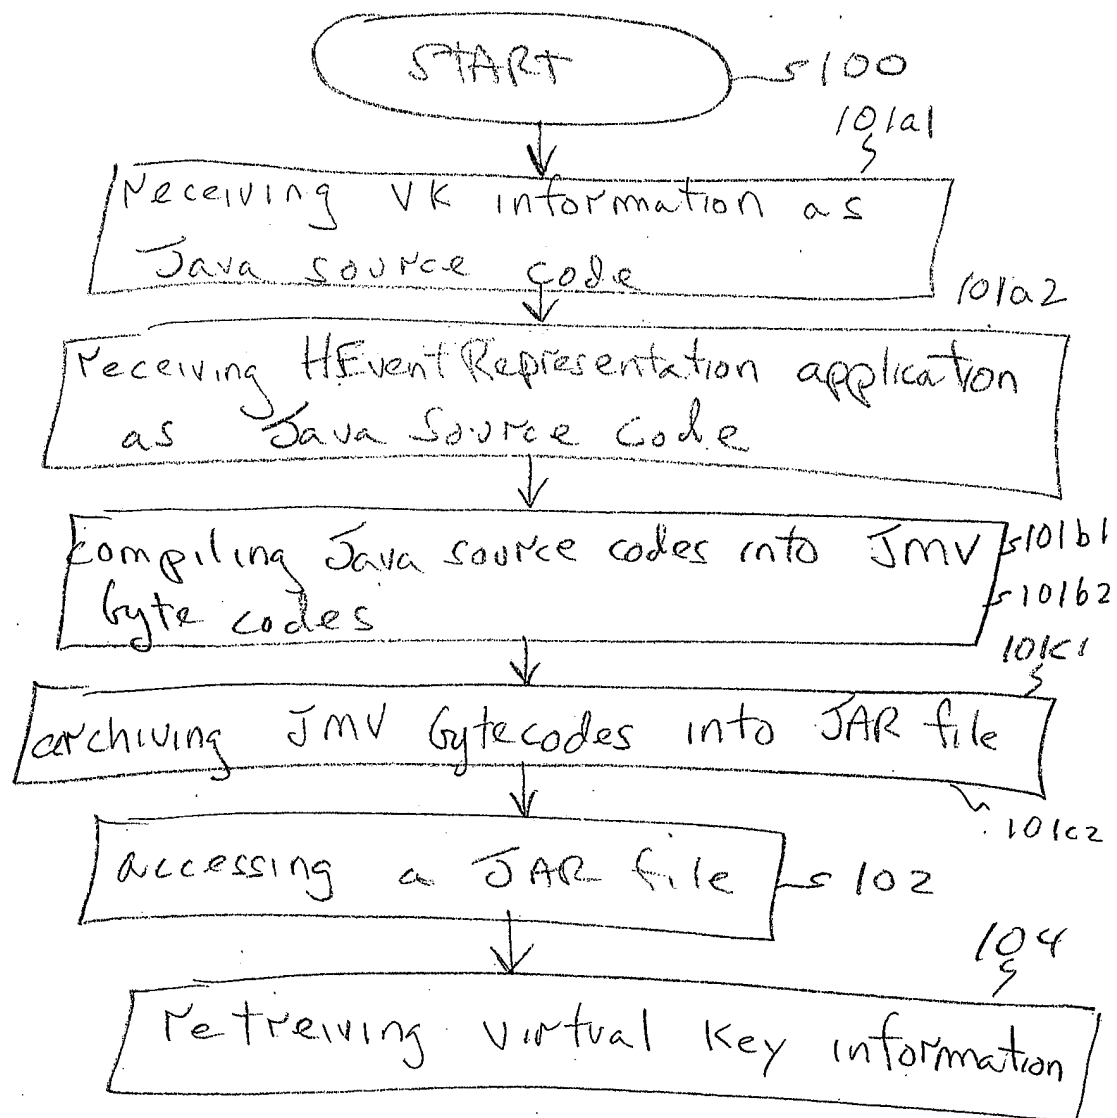 START
100
101a1
receiving VK information as
Java source code
101a2
receiving HEventRepresentation application
as Java Source Code
compiling Java source codes into JMV
byte codes
101b1
101b2
101c1
archiving JMV bytecodes into JAR file
101c2
accessing a JAR file
102
104
retreiving virtual key information